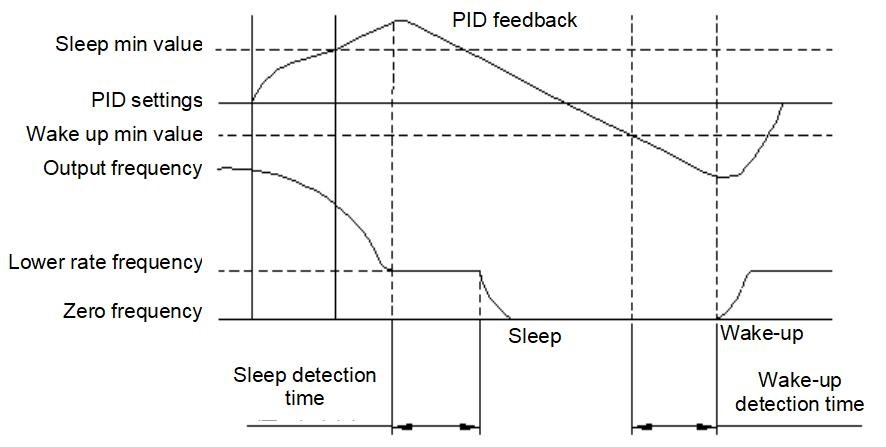 PID feedback
Sleep min value
PID settings
Wake up min value
Output frequency
Lower rate frequency
Zero frequency
Sleep
Wake-up
Sleep detection
time
Wake-up
detection time